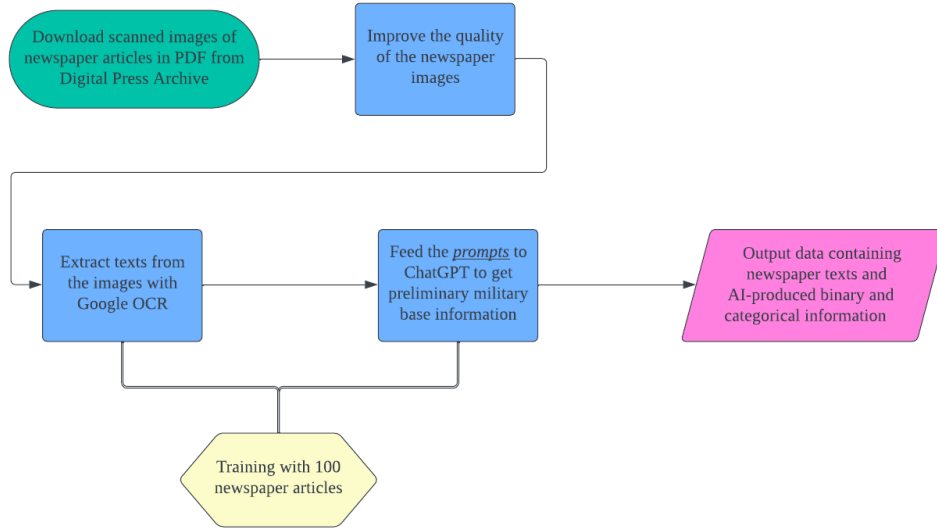 Download scanned images of
newspaper articles in PDF from
Digital Press Archive
Improve the quality
of the newspaper
images
Extract texts from
the images with
Google OCR
Feed the prompts to
ChatGPT to get
preliminary military
base information
Output data containing
newspaper texts and
AI-produced binary and
categorical information
Training with 100
newspaper articles